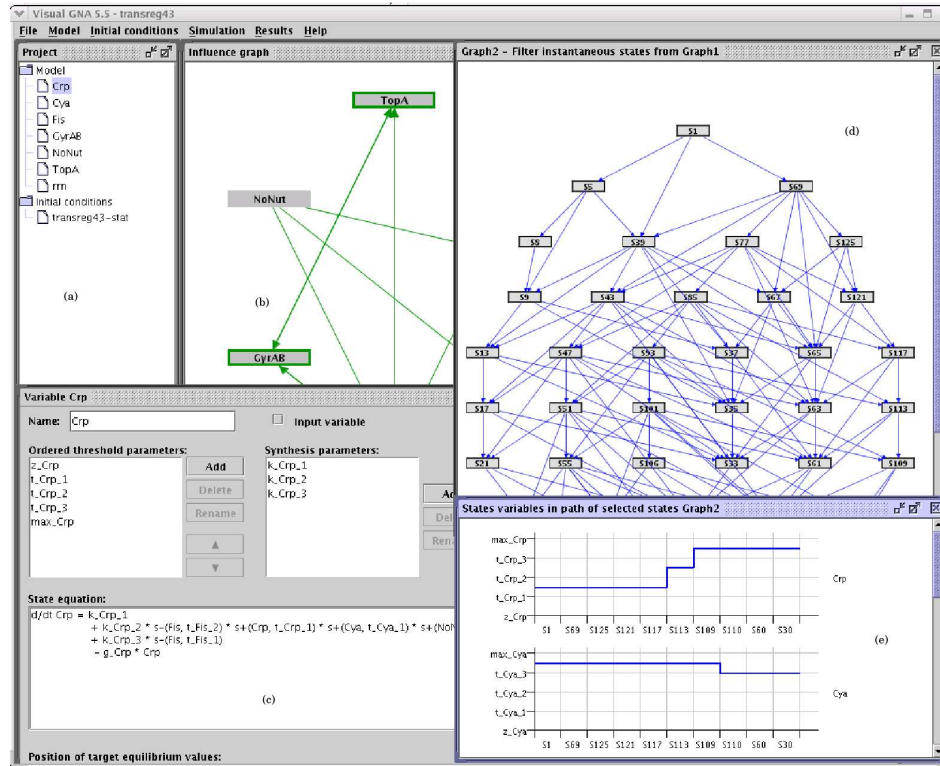 Visual GNA 5.5 - transreg43
File Model Initial conditions Simulation Results Help
Project
Model
Crp
Cya
Fis
GyrAB
NoNut
TopA
rrn
Initial conditions
transreg43-stat
(a)
Influence graph
TopA
NoNut
(b)
GyrAB
Graph2 - Filter instantaneous states from Graph1
(d)
S1
S5 S69
S8 S39 S77 S125
S9 S43 S85 S67 S121
S13 S47 S93 S37 S65 S117
S17 S51 S101 S35 S63 S113
S21 S55 S106 S33 S61 S109
Variable Crp
Name: Crp
Input variable
Ordered threshold parameters:
z_Crp
t_Crp_1
t_Crp_2
t_Crp_3
max_Crp
Add
Delete
Rename
Synthesis parameters:
k_Crp_1
k_Crp_2
k_Crp_3
Ad
Del
Rena
State equation:
d/dt Crp = k_Crp_1
+ k_Crp_2 * s-(Fis, t_Fis_2) * s+(Crp, t_Crp_1) * s+(Cya, t_Cya_1) * s+(NoN
+ k_Crp_3 * s-(Fis, t_Fis_1)
- g_Crp * Crp
(c)
Position of target equilibrium values:
States variables in path of selected states Graph2
max_Crp
t_Crp_3
t_Crp_2
t_Crp_1
z_Crp
S1 S69 S125 S121 S117 S113 S109 S110 S60 S30
Crp
(e)
max_Cya
t_Cya_3
t_Cya_2
t_Cya_1
z_Cya
S1 S69 S125 S121 S117 S113 S109 S110 S60 S30
Cya